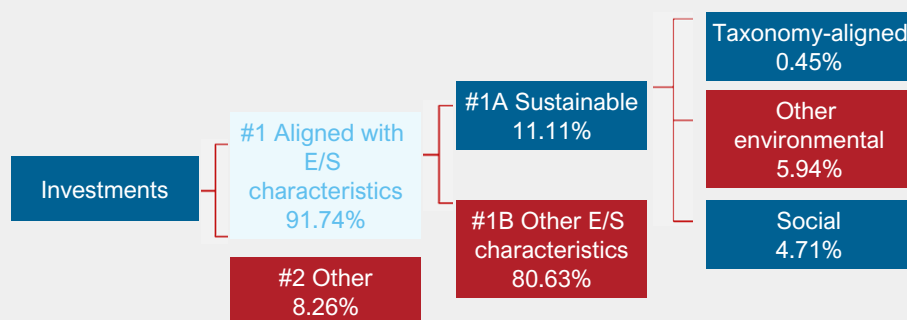 Investments
#1 Aligned with
E/S
characteristics
91.74%
#2 Other
8.26%
#1A Sustainable
11.11%
#1B Other E/S
characteristics
80.63%
Taxonomy-aligned
0.45%
Other
environmental
5.94%
Social
4.71%